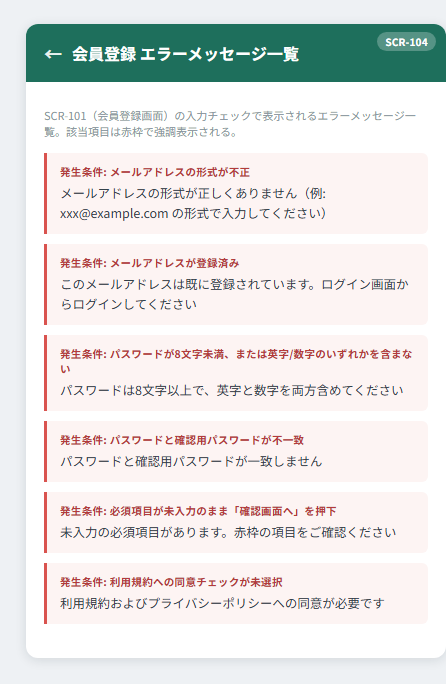 ← 会員登録 エラーメッセージ一覧
SCR-104
SCR-101（会員登録画面）の入力チェックで表示されるエラーメッセージ一
覧。該当項目は赤枠で強調表示される。
発生条件: メールアドレスの形式が不正
メールアドレスの形式が正しくありません（例:
xxx@example.com の形式で入力してください）
発生条件: メールアドレスが登録済み
このメールアドレスは既に登録されています。ログイン画面か
らログインしてください
発生条件: パスワードが8文字未満、または英字/数字のいずれかを含まな
い
パスワードは8文字以上で、英字と数字を両方含めてください
発生条件: パスワードと確認用パスワードが不一致
パスワードと確認用パスワードが一致しません
発生条件: 必須項目が未入力のまま「確認画面へ」を押下
未入力の必須項目があります。赤枠の項目をご確認ください
発生条件: 利用規約への同意チェックが未選択
利用規約およびプライバシーポリシーへの同意が必要です